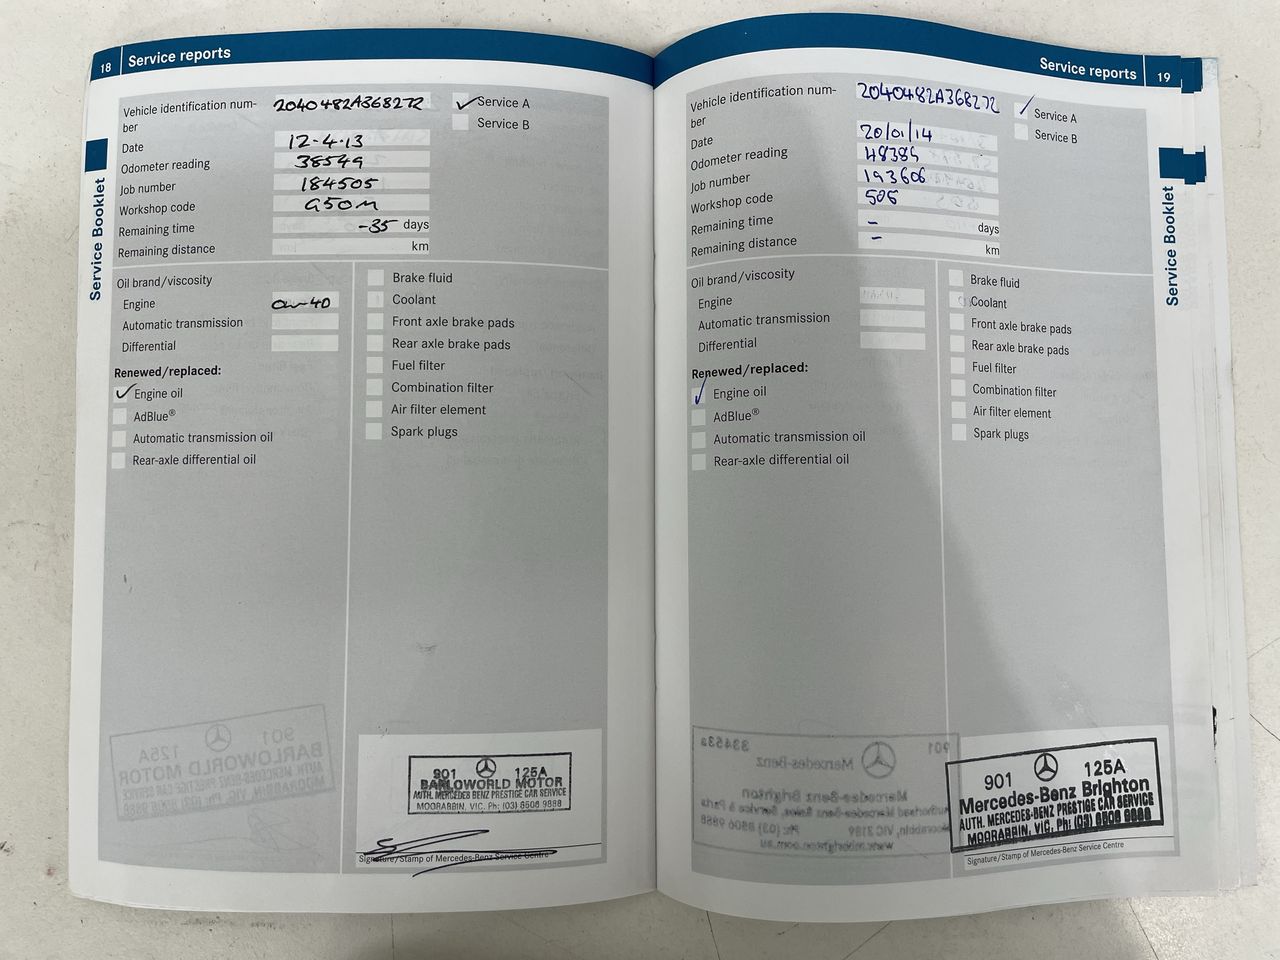 18 Service reports
Vehicle identification num-
ber 2040482A368272
Date 12-4-13
Odometer reading 38549
Job number 184505
Workshop code
Remaining time -35 days
Remaining distance km
Service A
Service B
Oil brand/viscosity
Engine
Automatic transmission
Differential
Renewed/replaced:
Engine oil
AdBlue®
Automatic transmission oil
Rear-axle differential oil
Brake fluid
Coolant
Front axle brake pads
Rear axle brake pads
Fuel filter
Combination filter
Air filter element
Spark plugs
901 125A
BARLOWORLD MOTOR
AUTH. MERCEDES BENZ PRESTIGE CAR SERVICE
MOORABBIN, VIC. Ph: (03) 8506 9888
Signature/Stamp of Mercedes-Benz Service Centre
Service Booklet
Service reports 19
Vehicle identification num-
ber 2040482A368272
Date 20/01/14
Odometer reading 48384
Job number 193606
Workshop code 505
Remaining time - days
Remaining distance - km
Service A
Service B
Oil brand/viscosity
Engine
Automatic transmission
Differential
Renewed/replaced:
Engine oil
AdBlue®
Automatic transmission oil
Rear-axle differential oil
Brake fluid
Coolant
Front axle brake pads
Rear axle brake pads
Fuel filter
Combination filter
Air filter element
Spark plugs
901 125A
Mercedes-Benz Brighton
AUTH. MERCEDES-BENZ PRESTIGE CAR SERVICE
MOORABBIN, VIC. Ph: (03) 8506 9888
Signature/Stamp of Mercedes-Benz Service Centre
Service Booklet